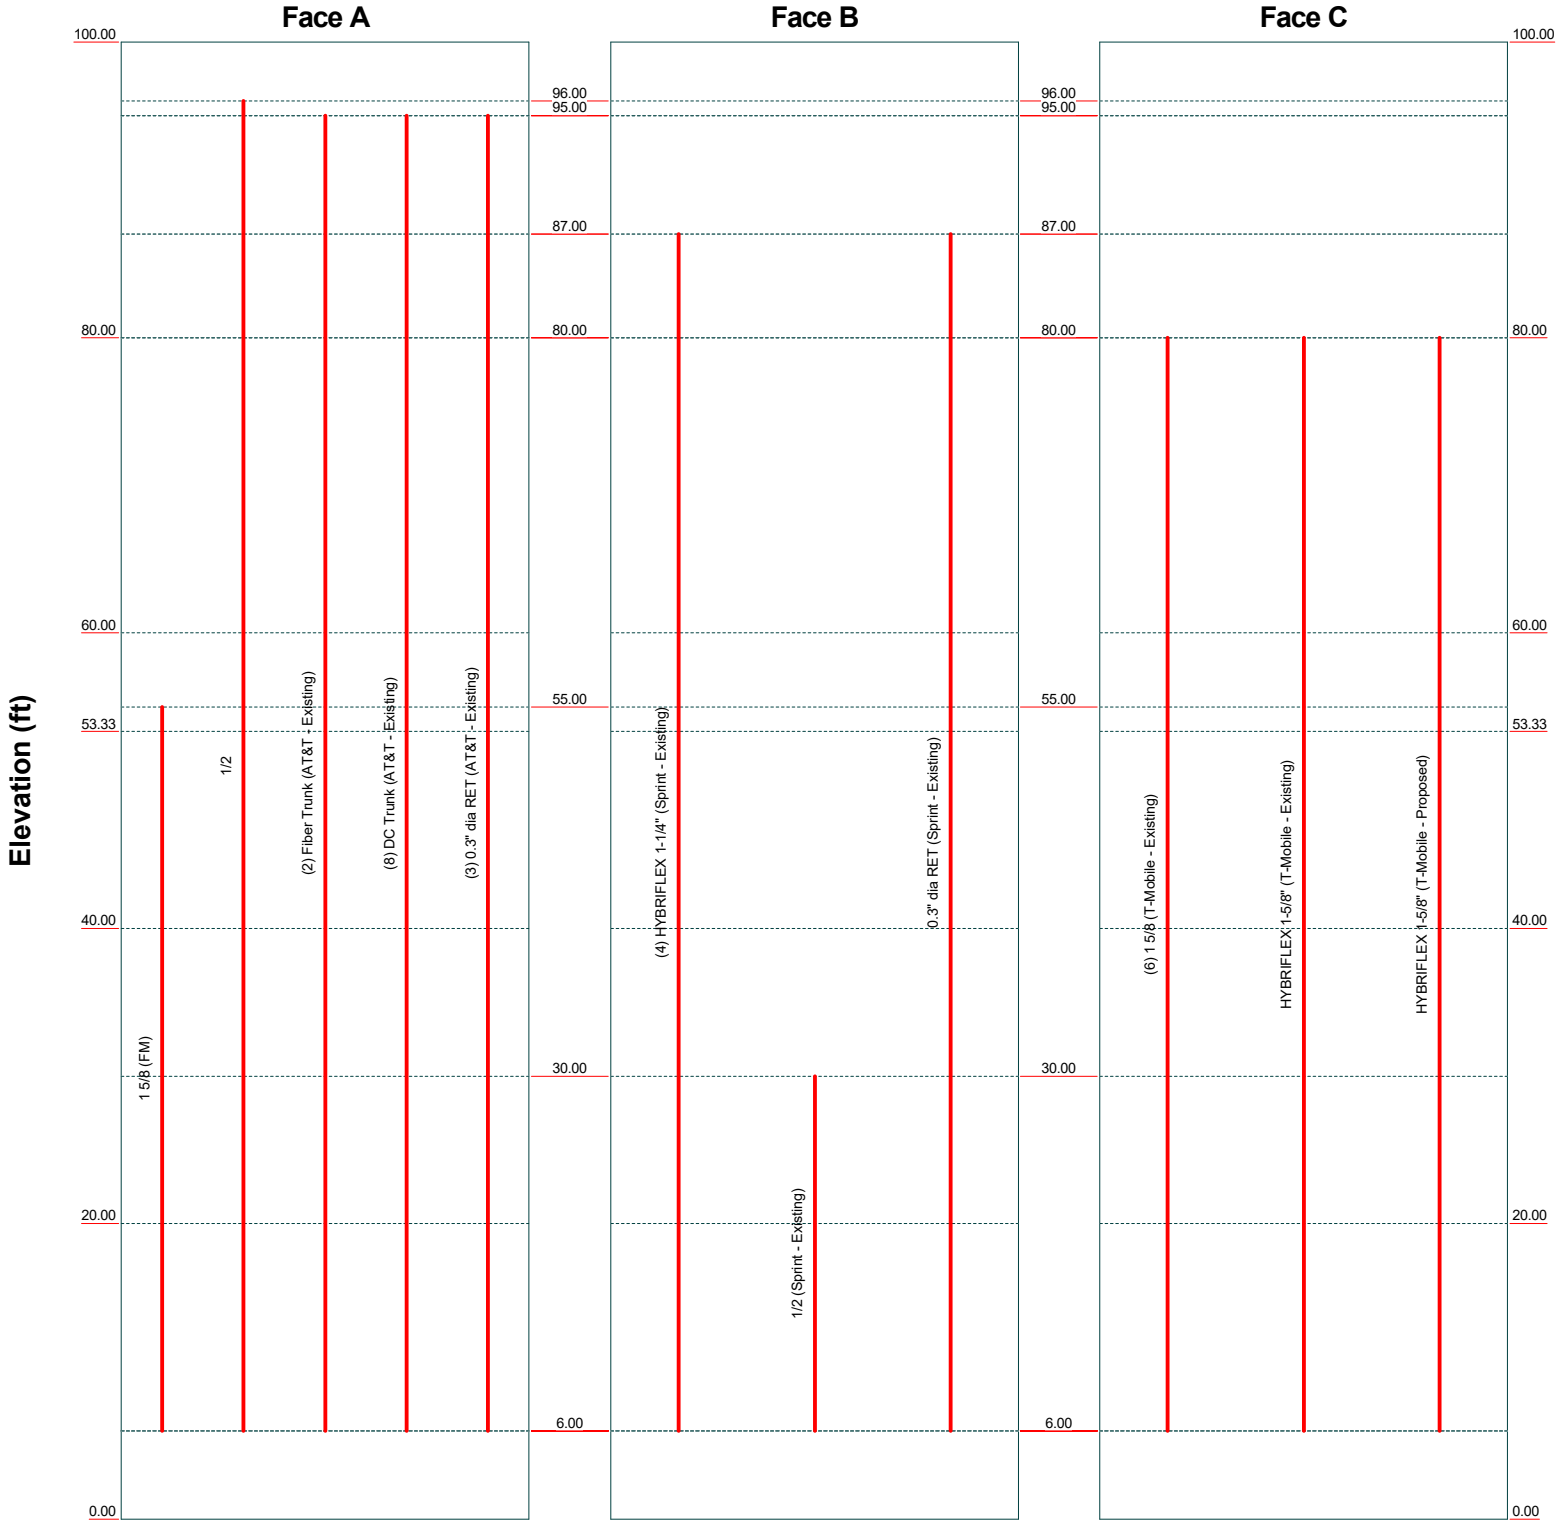 Face A
Face B
Face C
100.00
100.00
96.00
96.00
95.00
95.00
87.00
87.00
80.00
80.00
80.00
80.00
60.00
60.00
55.00
55.00
53.33
53.33
40.00
40.00
30.00
30.00
20.00
20.00
6.00
6.00
0.00
0.00
Elevation (ft)
1 5/8 (FM)
1/2
(2) Fiber Trunk (AT&T - Existing)
(8) DC Trunk (AT&T - Existing)
(3) 0.3" dia RET (AT&T - Existing)
(4) HYBRIFLEX 1-1/4" (Sprint - Existing)
1/2 (Sprint - Existing)
0.3" dia RET (Sprint - Existing)
(6) 1 5/8 (T-Mobile - Existing)
HYBRIFLEX 1-5/8" (T-Mobile - Existing)
HYBRIFLEX 1-5/8" (T-Mobile - Proposed)